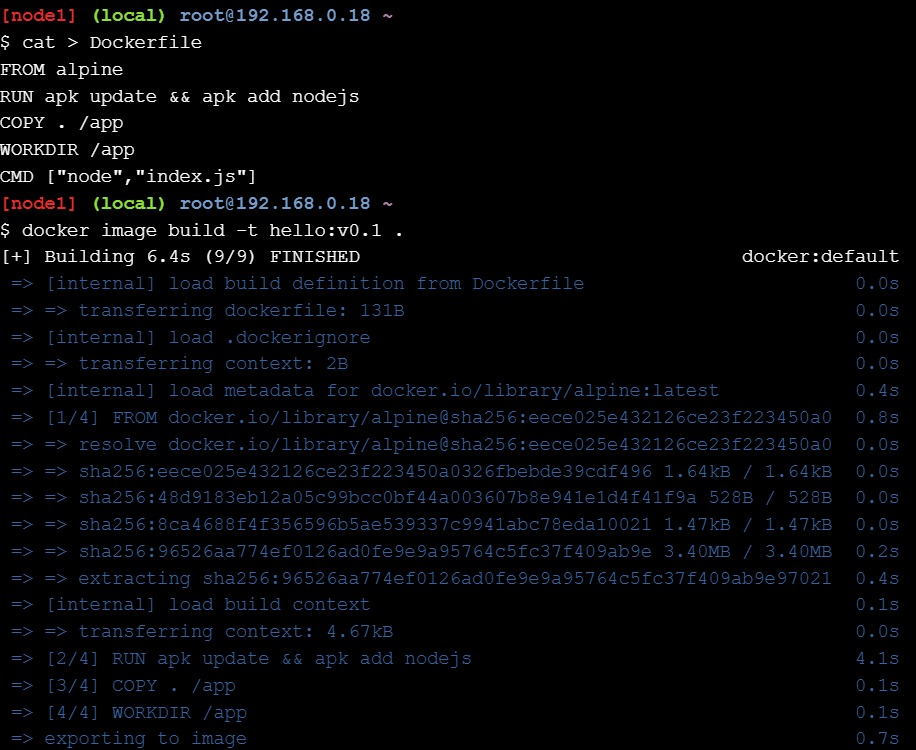 [node1] (local) root@192.168.0.18 ~
$ cat > Dockerfile
FROM alpine
RUN apk update && apk add nodejs
COPY . /app
WORKDIR /app
CMD ["node","index.js"]
[node1] (local) root@192.168.0.18 ~
$ docker image build -t hello:v0.1 .
[+] Building 6.4s (9/9) FINISHED docker:default
=> [internal] load build definition from Dockerfile 0.0s
=> => transferring dockerfile: 131B 0.0s
=> [internal] load .dockerignore 0.0s
=> => transferring context: 2B 0.0s
=> [internal] load metadata for docker.io/library/alpine:latest 0.4s
=> [1/4] FROM docker.io/library/alpine@sha256:eece025e432126ce23f223450a0 0.8s
=> => resolve docker.io/library/alpine@sha256:eece025e432126ce23f223450a0 0.0s
=> => sha256:eece025e432126ce23f223450a0326fbebde39cdf496 1.64kB / 1.64kB 0.0s
=> => sha256:48d9183eb12a05c99bcc0bf44a003607b8e941e1d4f41f9a 528B / 528B 0.0s
=> => sha256:8ca4688f4f356596b5ae539337c9941abc78eda10021 1.47kB / 1.47kB 0.0s
=> => sha256:96526aa774ef0126ad0fe9e9a95764c5fc37f409ab9e 3.40MB / 3.40MB 0.2s
=> => extracting sha256:96526aa774ef0126ad0fe9e9a95764c5fc37f409ab9e97021 0.4s
=> [internal] load build context 0.1s
=> => transferring context: 4.67kB 0.0s
=> [2/4] RUN apk update && apk add nodejs 4.1s
=> [3/4] COPY . /app 0.1s
=> [4/4] WORKDIR /app 0.1s
=> exporting to image 0.7s